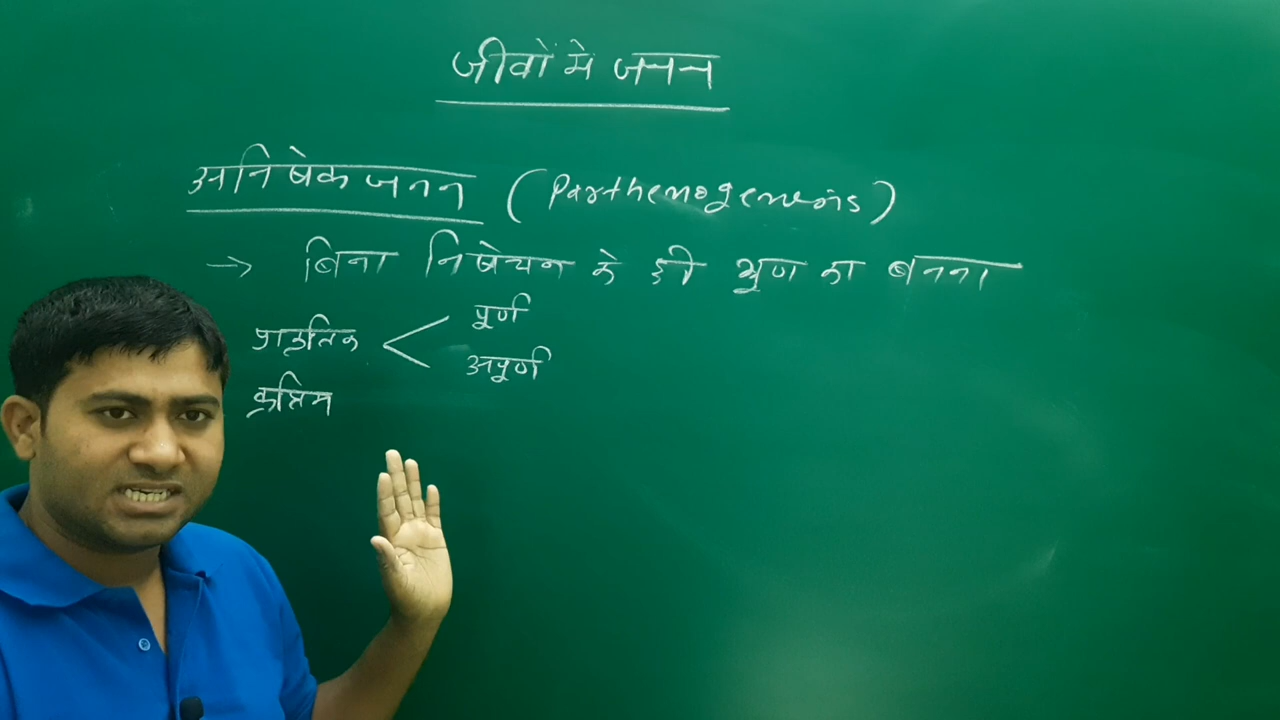 जीवों मे जनन
अनिषेक जनन (Parthenogenesis)
→ बिना निषेचन के ही भ्रूण का बनना
प्राकृतिक < पूर्ण
अपूर्ण
कृत्रिम